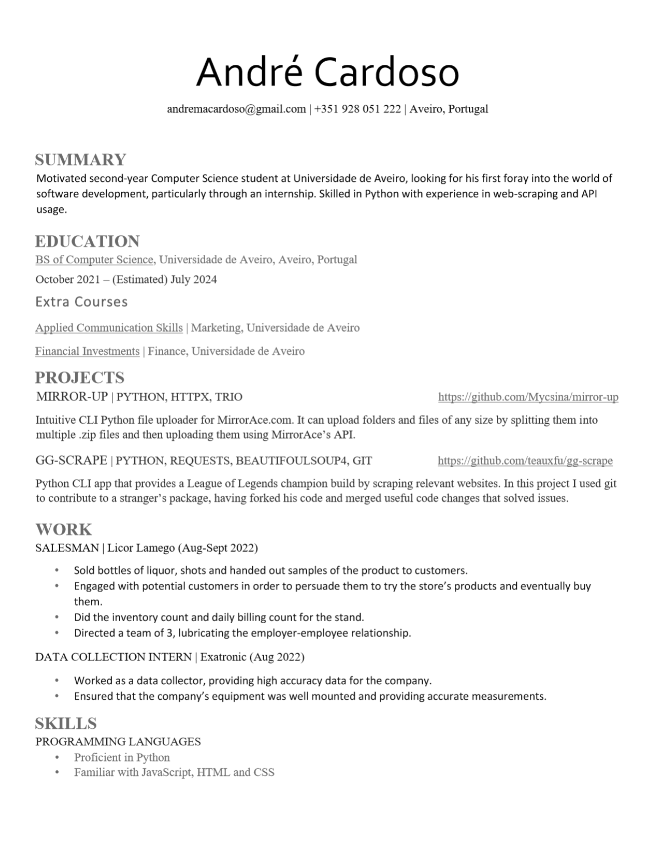 André Cardoso
andremacardoso@gmail.com | +351 928 051 222 | Aveiro, Portugal
SUMMARY
Motivated second-year Computer Science student at Universidade de Aveiro, looking for his first foray into the world of
software development, particularly through an internship. Skilled in Python with experience in web-scraping and API
usage.
EDUCATION
BS of Computer Science, Universidade de Aveiro, Aveiro, Portugal
October 2021 – (Estimated) July 2024
Extra Courses
Applied Communication Skills | Marketing, Universidade de Aveiro
Financial Investments | Finance, Universidade de Aveiro
PROJECTS
MIRROR-UP | PYTHON, HTTPX, TRIO https://github.com/Mycsina/mirror-up
Intuitive CLI Python file uploader for MirrorAce.com. It can upload folders and files of any size by splitting them into
multiple .zip files and then uploading them using MirrorAce's API.
GG-SCRAPE | PYTHON, REQUESTS, BEAUTIFOULSOUP4, GIT https://github.com/teauxfu/gg-scrape
Python CLI app that provides a League of Legends champion build by scraping relevant websites. In this project I used git
to contribute to a stranger's package, having forked his code and merged useful code changes that solved issues.
WORK
SALESMAN | Licor Lamego (Aug-Sept 2022)
• Sold bottles of liquor, shots and handed out samples of the product to customers.
• Engaged with potential customers in order to persuade them to try the store's products and eventually buy
them.
• Did the inventory count and daily billing count for the stand.
• Directed a team of 3, lubricating the employer-employee relationship.
DATA COLLECTION INTERN | Exatronic (Aug 2022)
• Worked as a data collector, providing high accuracy data for the company.
• Ensured that the company's equipment was well mounted and providing accurate measurements.
SKILLS
PROGRAMMING LANGUAGES
• Proficient in Python
• Familiar with JavaScript, HTML and CSS